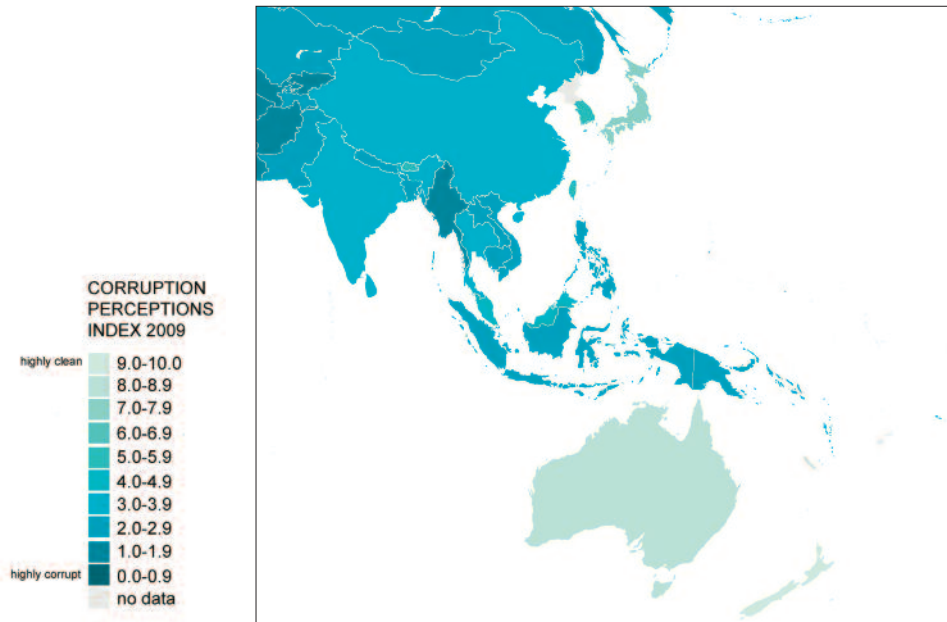 CORRUPTION
PERCEPTIONS
INDEX 2009
highly clean
9.0-10.0
8.0-8.9
7.0-7.9
6.0-6.9
5.0-5.9
4.0-4.9
3.0-3.9
2.0-2.9
1.0-1.9
highly corrupt
0.0-0.9
no data